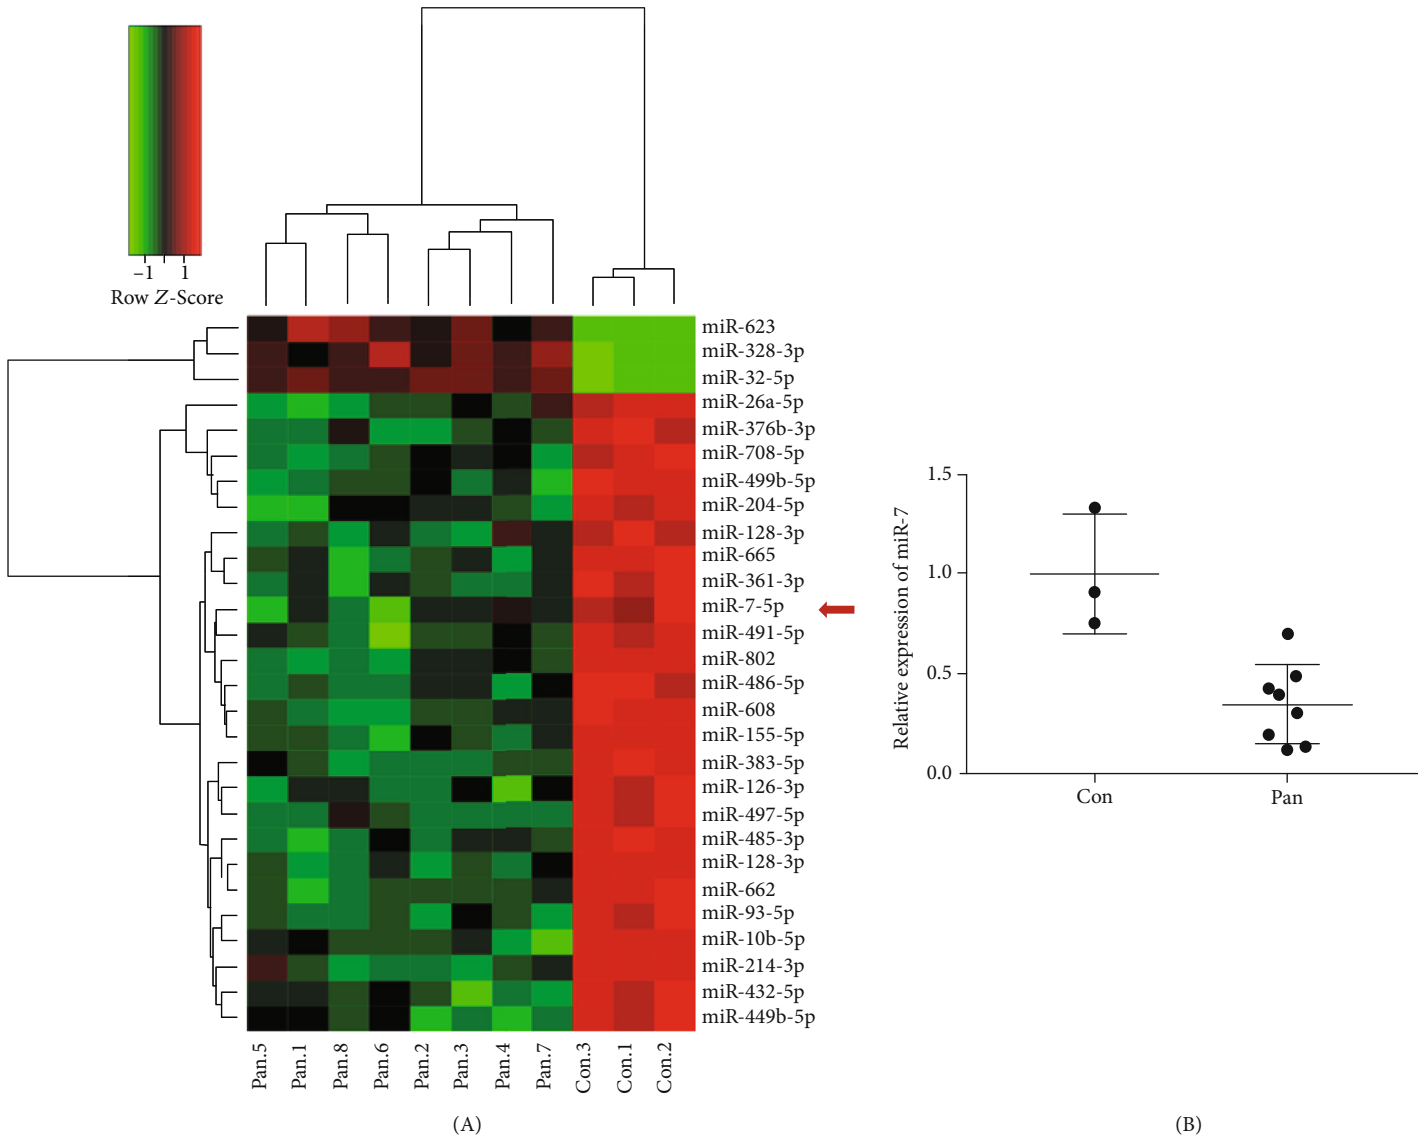 −1 1
Row Z-Score
miR-623
miR-328-3p
miR-32-5p
miR-26a-5p
miR-376b-3p
miR-708-5p
miR-499b-5p
miR-204-5p
miR-128-3p
miR-665
miR-361-3p
miR-7-5p
miR-491-5p
miR-802
miR-486-5p
miR-608
miR-155-5p
miR-383-5p
miR-126-3p
miR-497-5p
miR-485-3p
miR-128-3p
miR-662
miR-93-5p
miR-10b-5p
miR-214-3p
miR-432-5p
miR-449b-5p
Pan.5
Pan.1
Pan.8
Pan.6
Pan.2
Pan.3
Pan.4
Pan.7
Con.3
Con.1
Con.2
(A)
Relative expression of miR-7
1.5
1.0
0.5
0.0
Con
Pan
(B)